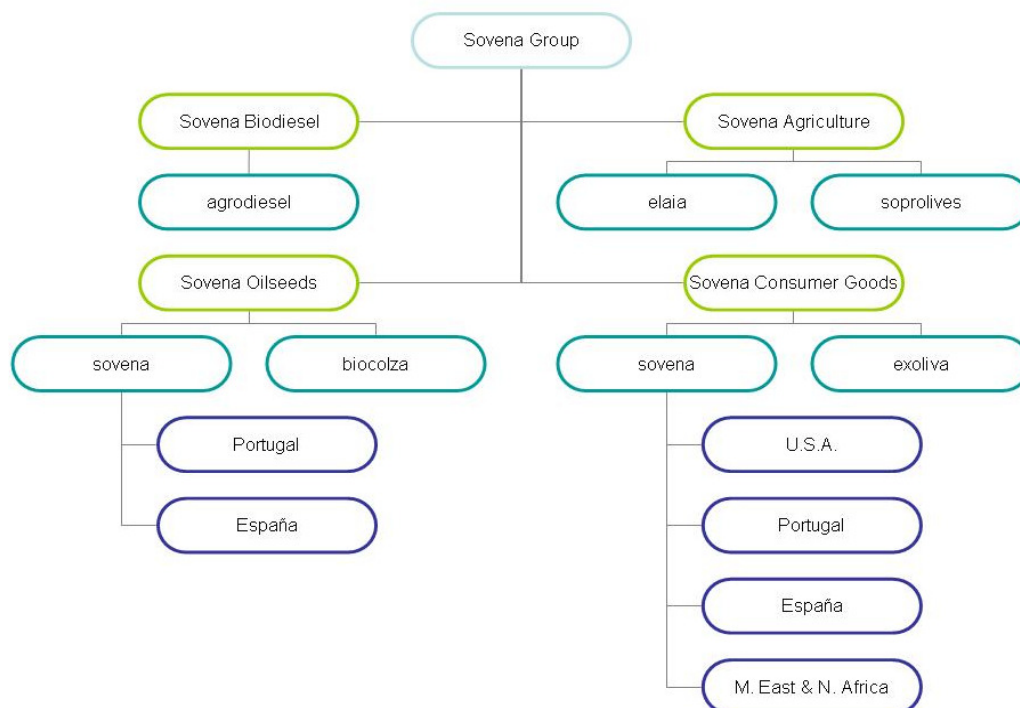 Sovena Group
Sovena Biodiesel
Sovena Agriculture
agrodiesel
elaia
soprolives
Sovena Oilseeds
Sovena Consumer Goods
sovena
biocolza
sovena
exoliva
Portugal
U.S.A.
España
Portugal
España
M. East & N. Africa